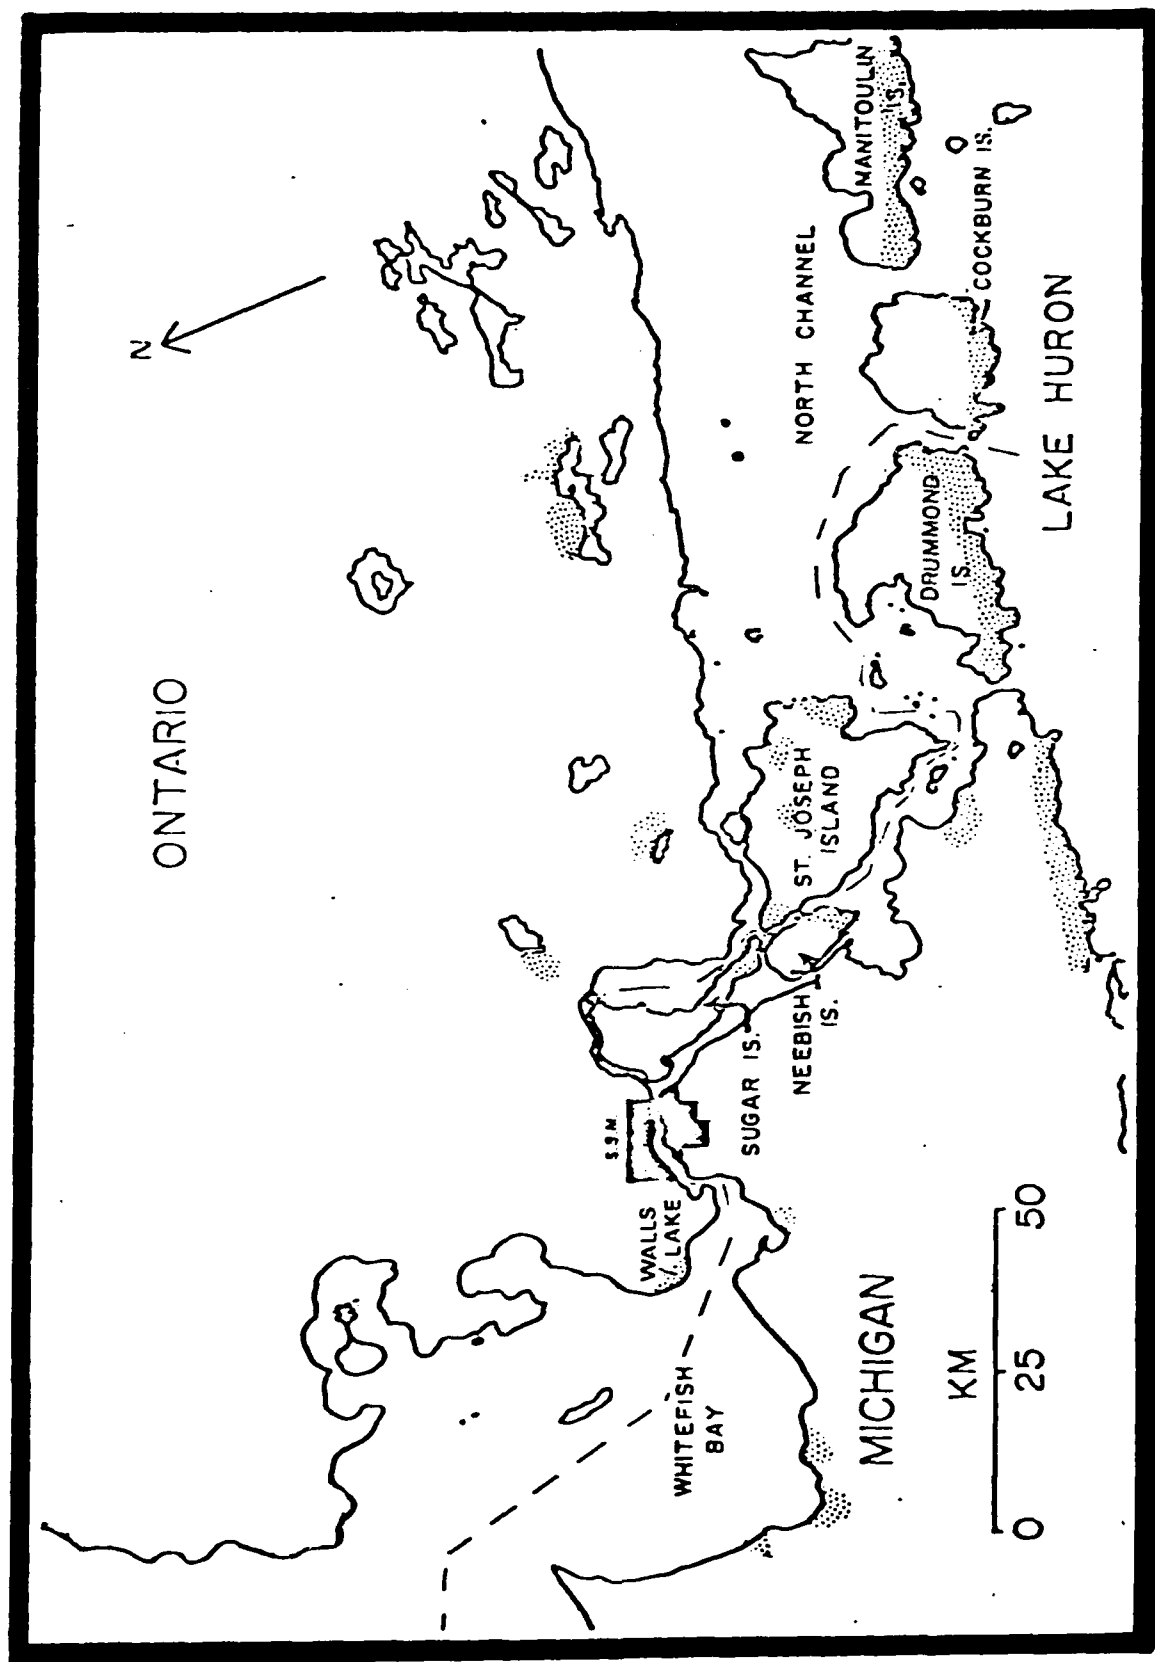 N
ONTARIO
MANITOULIN
IS.
COCKBURN IS.
NORTH CHANNEL
LAKE HURON
DRUMMOND
IS.
ST. JOSEPH
ISLAND
NEEBISH
IS.
SUGAR IS.
S.S.M.
WALLS
LAKE
WHITEFISH
BAY
MICHIGAN
KM
0 25 50